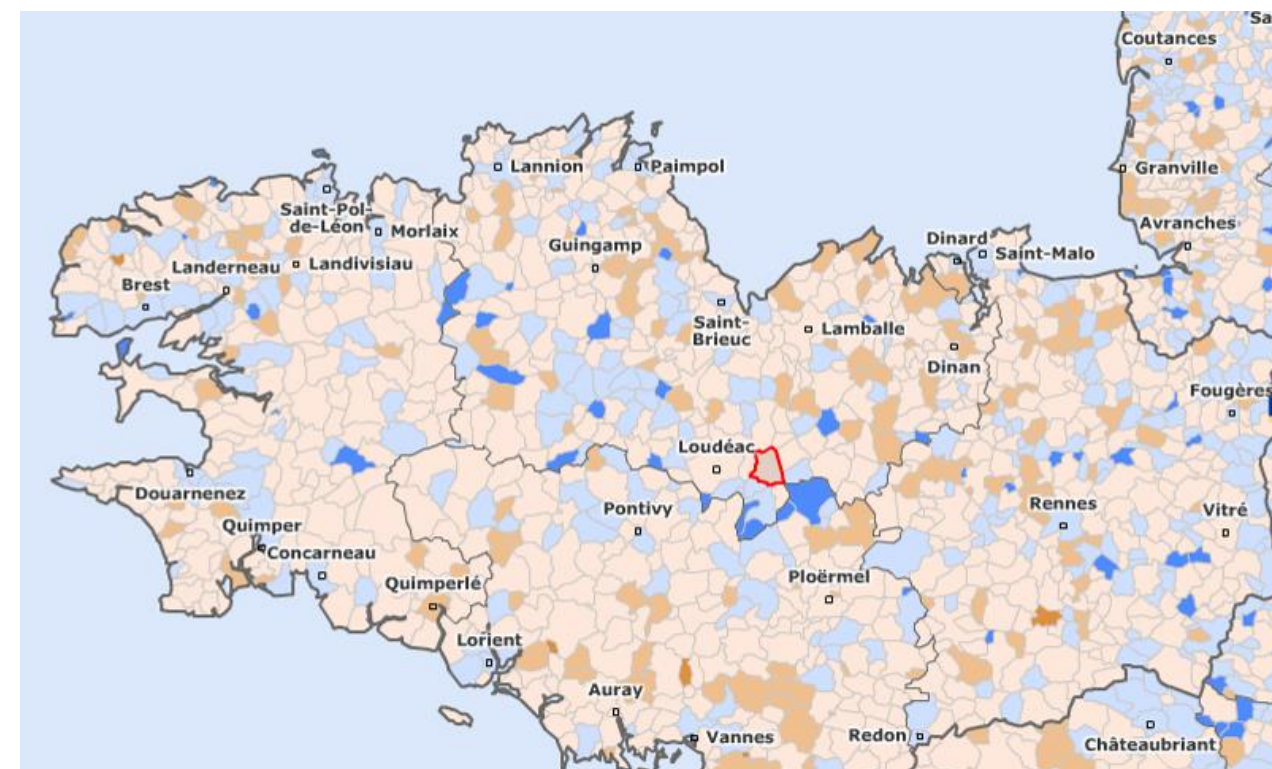 Sa
Coutances
Lannion
Paimpol
Granville
Saint-Pol-
de-Léon
Morlaix
Avranches
Guingamp
Dinard
Saint-Malo
Landerneau
Landivisiau
Brest
Saint-
Brieuc
Lamballe
Dinan
Fougères
Loudéac
Douarnenez
Pontivy
Rennes
Vitré
Quimper
Concarneau
Quimperlé
Ploërmel
Lorient
Auray
Vannes
Redon
Châteaubriant